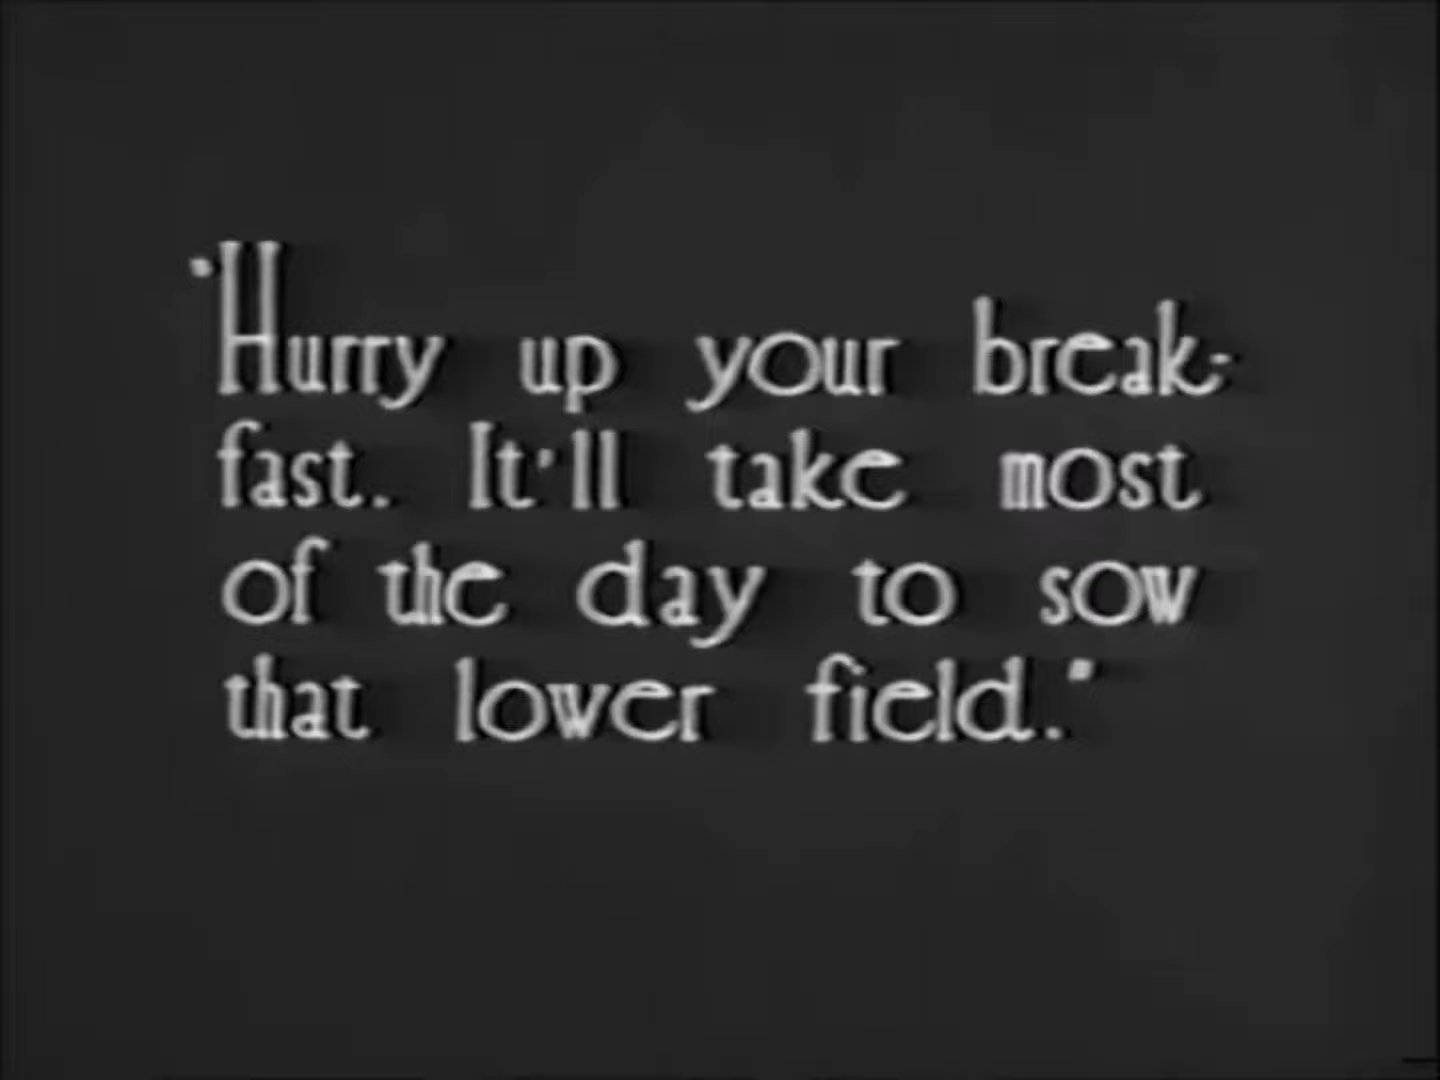 "Hurry up your break-
fast. It'll take most
of the day to sow
that lower field."